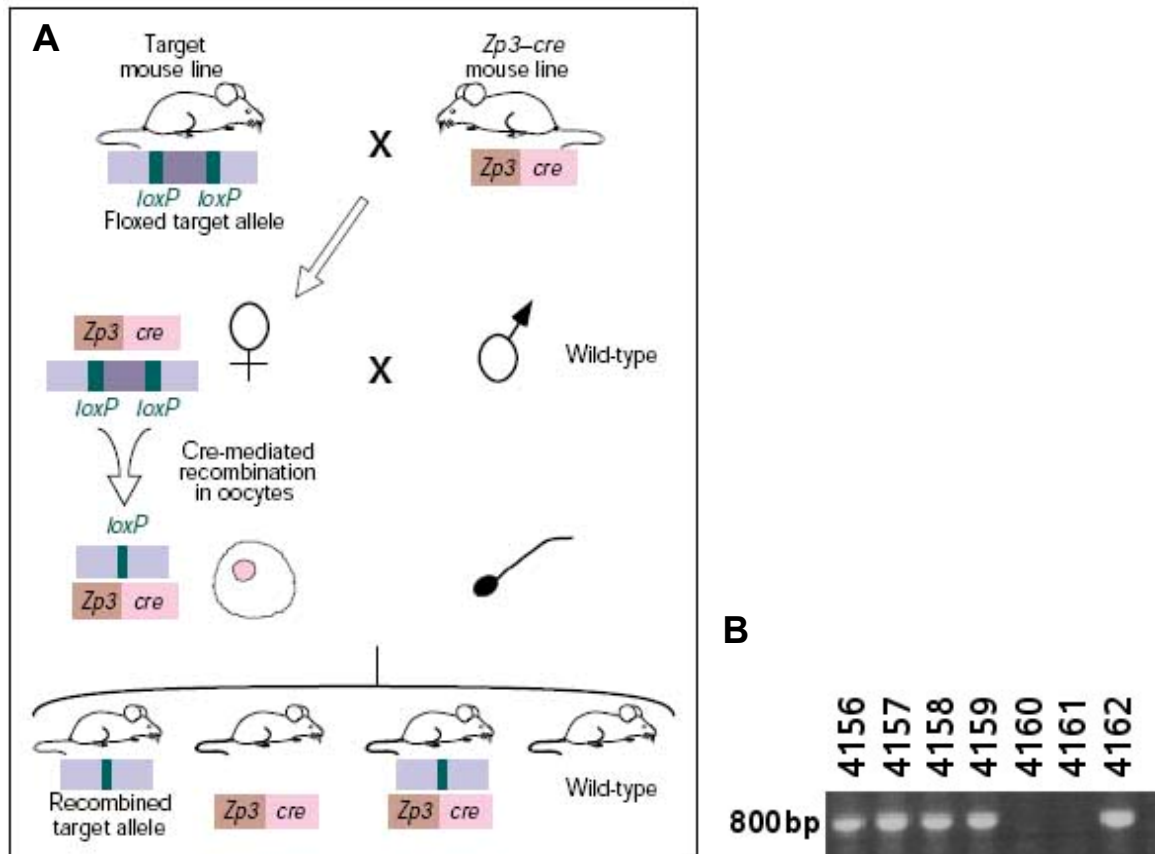 A
Target
mouse line
Zp3–cre
mouse line
X
Zp3 cre
loxP loxP
Floxed target allele
Zp3 cre
X
Wild-type
loxP loxP
Cre-mediated
recombination
in oocytes
loxP
Zp3 cre
Recombined
target allele
Zp3 cre
Zp3 cre
Wild-type
B
4156 4157 4158 4159 4160 4161 4162
800bp